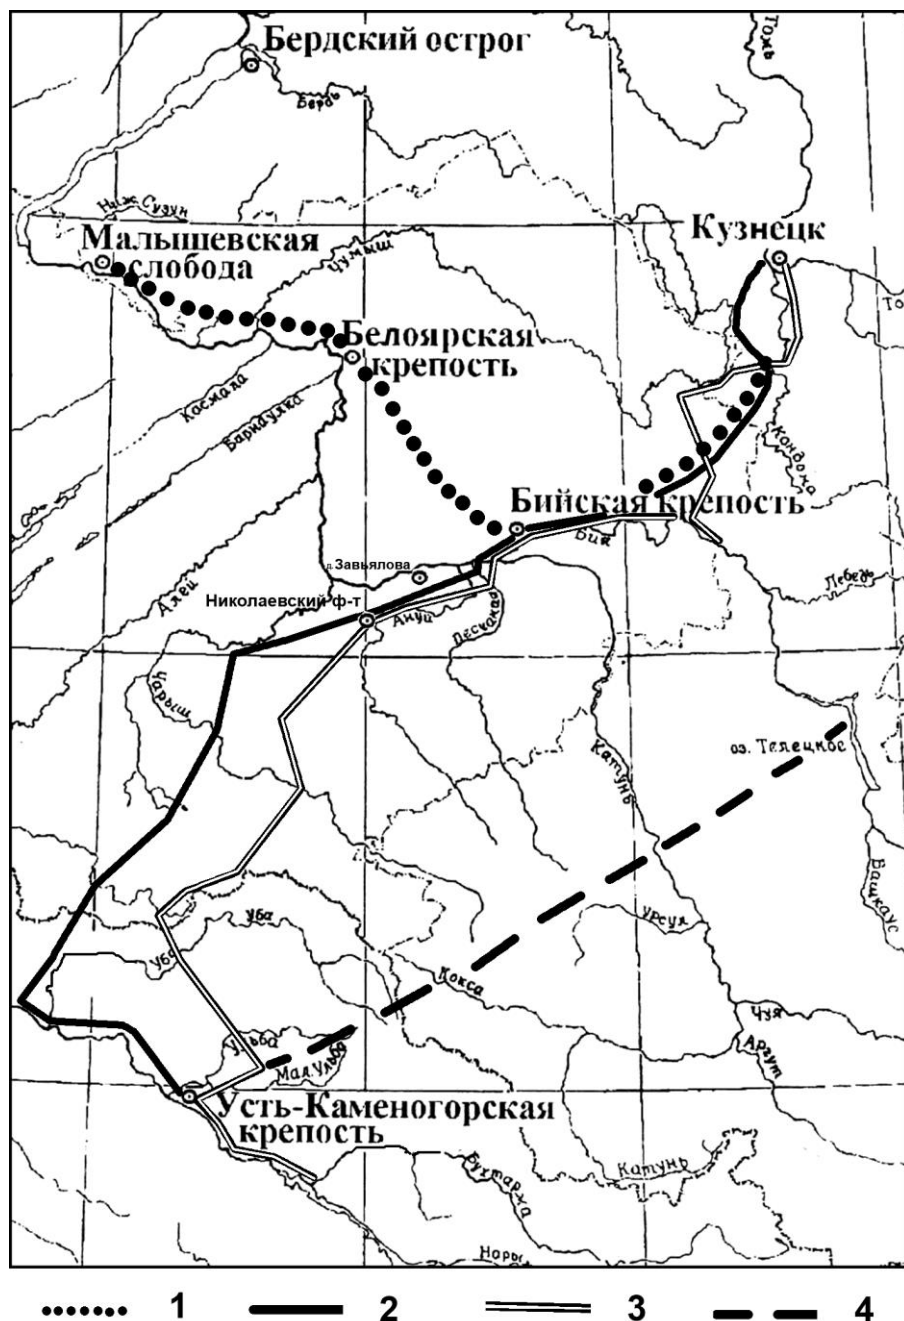 Бердский острог
Томь
Бердь
Ниж. Сузун
Малышевская
слобода
Чумыш
Кузнецк
То
Белоярская
крепость
Касмала
Барнаулка
Кондома
Бийская крепость
Бия
д. Завьялова
Алей
Николаевский ф-т
Ануй
Песчаная
Лебедь
Чарыш
Катунь
оз. Телецкое
Башкаус
Уба
Уба
Урсул
Кокса
Чуя
Аргут
Ульба
Мал. Ульба
Усть-Каменогорская
крепость
Бухтарма
Катунь
Нары
1 2 3 4